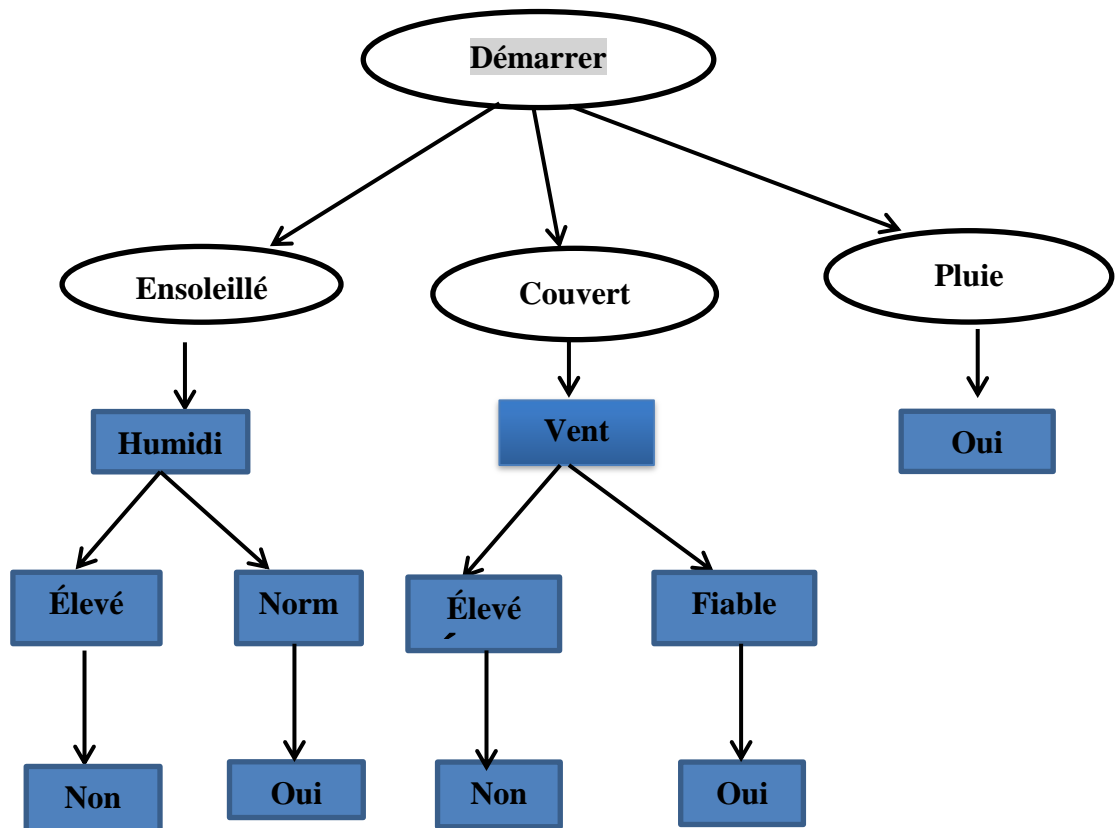 Démarrer
Ensoleillé
Couvert
Pluie
Humidi
Vent
Oui
Élevé
Norm
Élevé
Fiable
Non
Oui
Non
Oui